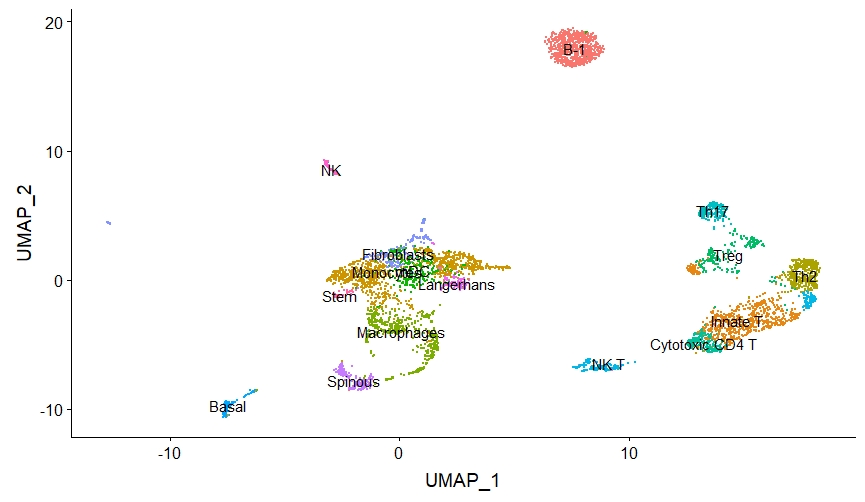 20
B-1
10
NK
UMAP_2
Th17
Fibroblasts
Treg
Monocytes
Langerhans
Th2
0
Stem
Innate T
Macrophages
Cytotoxic CD4 T
NK T
Spinous
Basal
-10
-10
0
10
UMAP_1